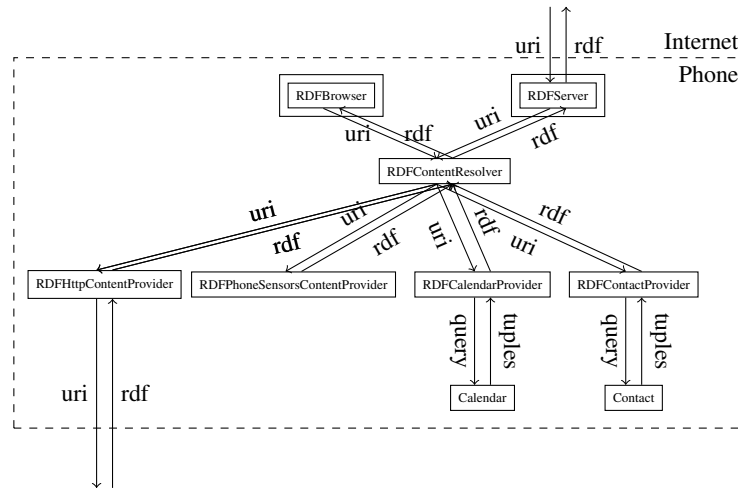 uri rdf
Internet
Phone
RDFBrowser
RDFServer
uri rdf
uri
rdf
RDFContentResolver
uri
rdf
uri
rdf
uri
rdf
uri
rdf
RDFHttpContentProvider
RDFPhoneSensorsContentProvider
RDFCalendarProvider
RDFContactProvider
query
tuples
query
tuples
uri rdf
Calendar
Contact